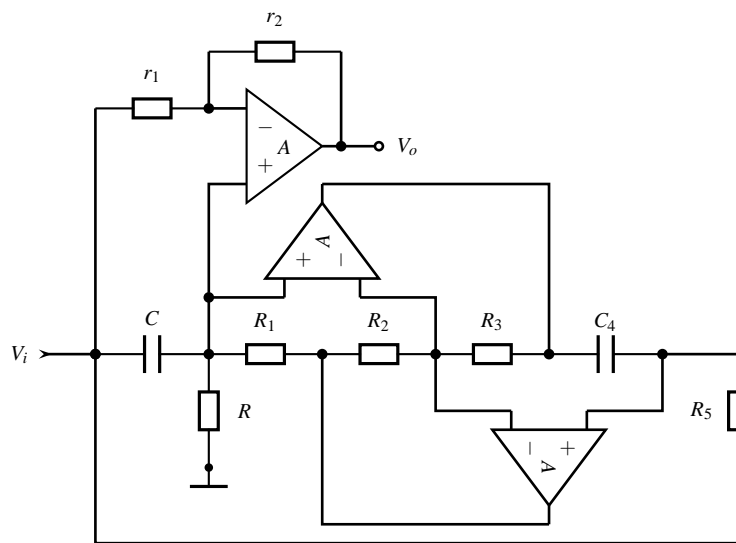 r₂
r₁
−
A
+
Vₒ
A
+ −
C
R₁
R₂
R₃
C₄
Vᵢ
R
R₅
− +
A